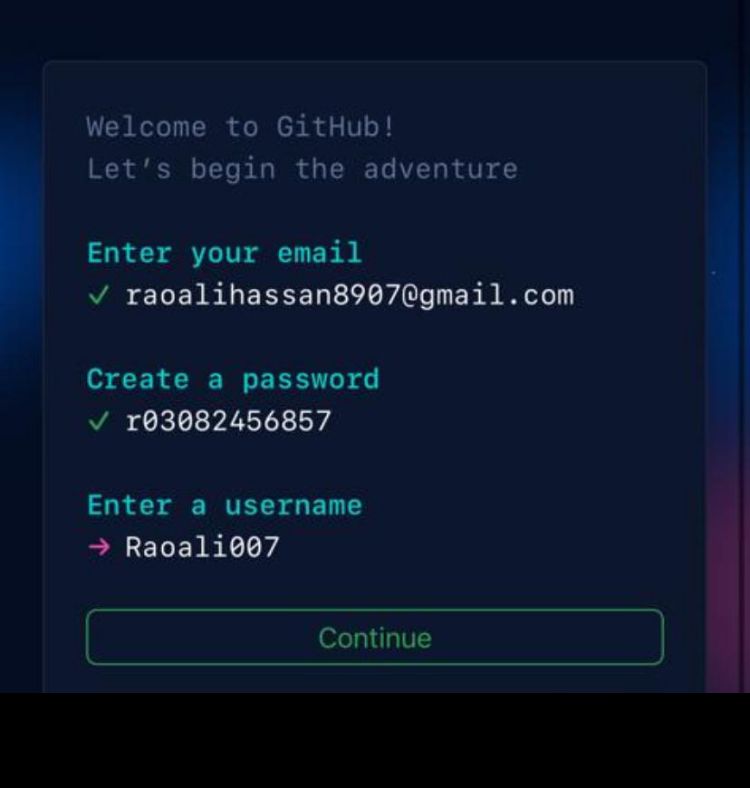 Welcome to GitHub!
Let's begin the adventure
Enter your email
✓ raoalihassan8907@gmail.com
Create a password
✓ r03082456857
Enter a username
→ Raoali007
Continue